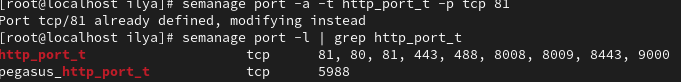 [root@localhost ilya]# semanage port -a -t http_port_t -p tcp 81
Port tcp/81 already defined, modifying instead
[root@localhost ilya]# semanage port -l | grep http_port_t
http_port_t tcp 81, 80, 81, 443, 488, 8008, 8009, 8443, 9000
pegasus_http_port_t tcp 5988